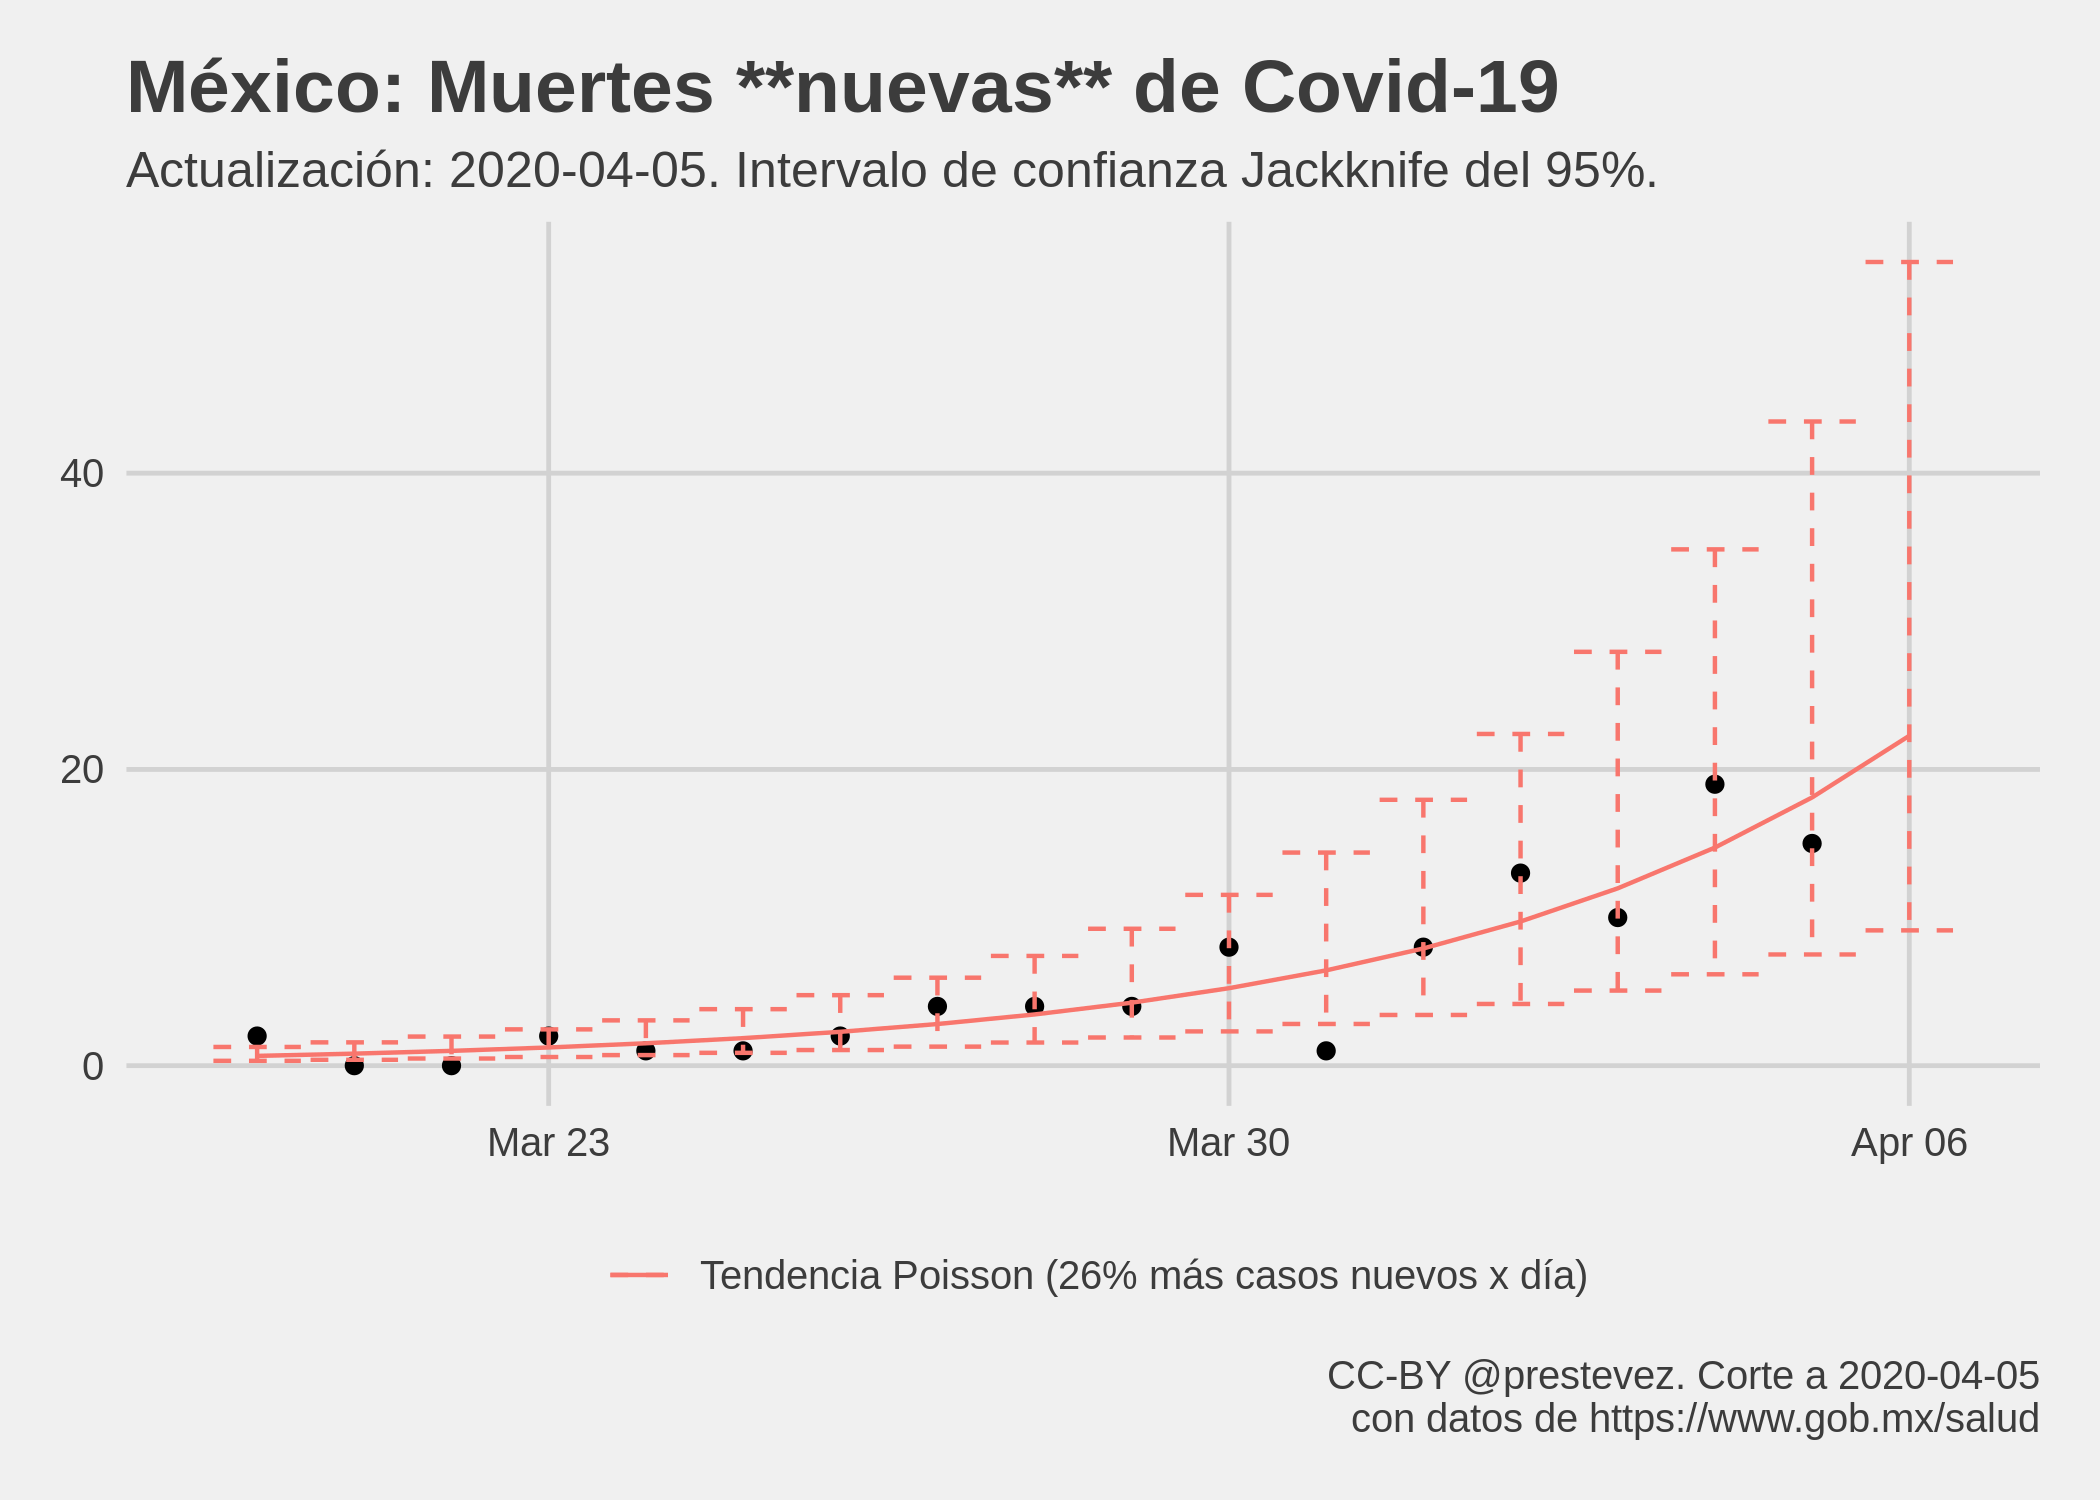 México: Muertes **nuevas** de Covid-19
Actualización: 2020-04-05. Intervalo de confianza Jackknife del 95%.
40
20
0
Mar 23
Mar 30
Apr 06
Tendencia Poisson (26% más casos nuevos x día)
CC-BY @prestevez. Corte a 2020-04-05
con datos de https://www.gob.mx/salud